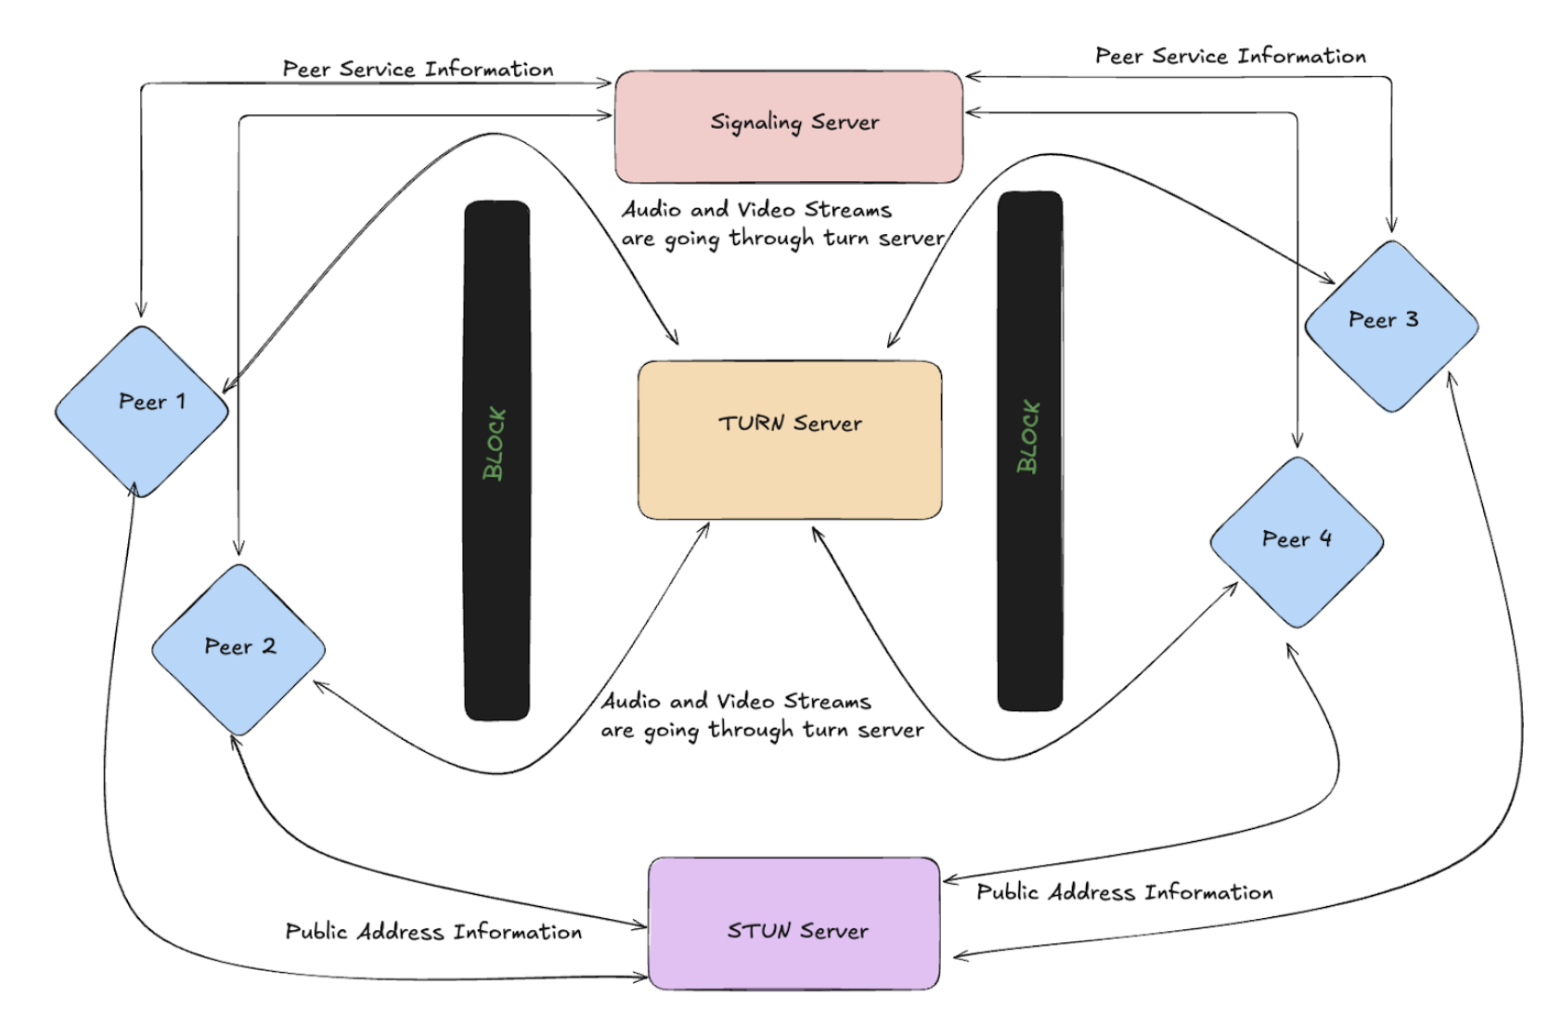 Peer Service Information
Peer Service Information
Signaling Server
Audio and Video Streams
are going through turn server
Peer 3
Peer 1
TURN Server
BLOCK
BLOCK
Peer 4
Peer 2
Audio and Video Streams
are going through turn server
Public Address Information
Public Address Information
STUN Server